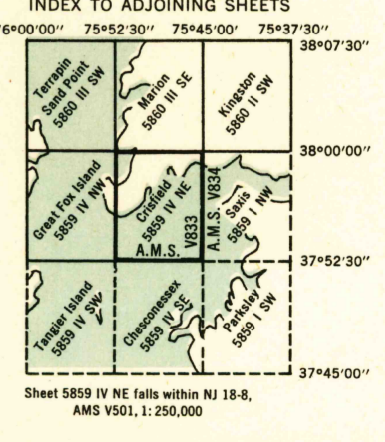 INDEX TO ADJOINING SHEETS
76°00'00" 75°52'30" 75°45'00" 75°37'30"
38°07'30"
Terrapin
Sand Point
5860 III SW
Marion
5860 III SE
Kingston
5860 II SW
38°00'00"
Great Fox Island
5859 IV NW
Crisfield
5859 IV NE
A.M.S. V833
A.M.S. V834
Saxis
5859 I NW
37°52'30"
Tangier Island
5859 IV SW
Chesconessex
5859 IV SE
Parksley
5859 I SW
37°45'00"
Sheet 5859 IV NE falls within NJ 18-8,
AMS V501, 1: 250,000